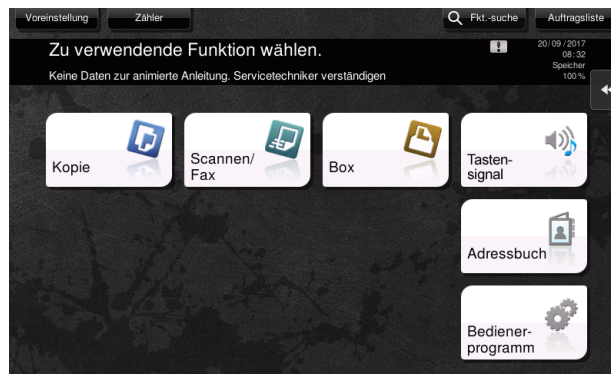 Voreinstellung
Zähler
Fkt.-suche
Auftragsliste
Zu verwendende Funktion wählen.
Keine Daten zur animierte Anleitung. Servicetechniker verständigen
20/09/2017
08:32
Speicher
100%
Kopie
Scannen/
Fax
Box
Tasten-
signal
Adressbuch
Bediener-
programm